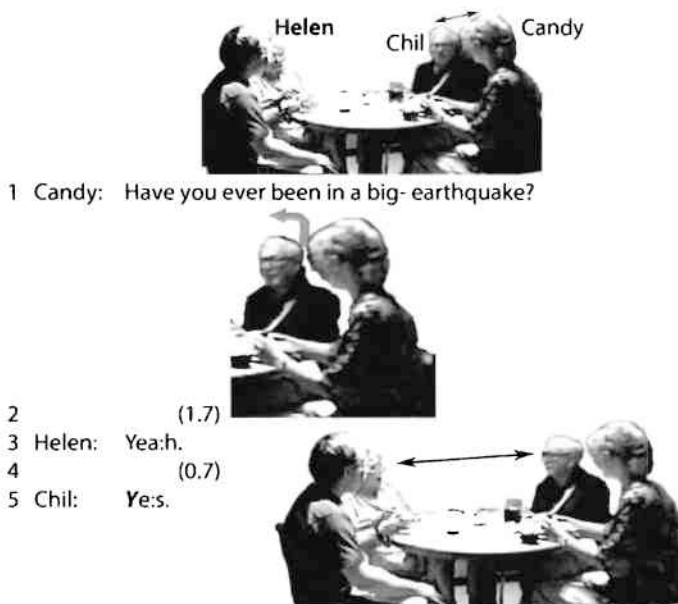 Helen
Chil
Candy
1 Candy: Have you ever been in a big- earthquake?
2 (1.7)
3 Helen: Yea:h.
4 (0.7)
5 Chil: Ye:s.